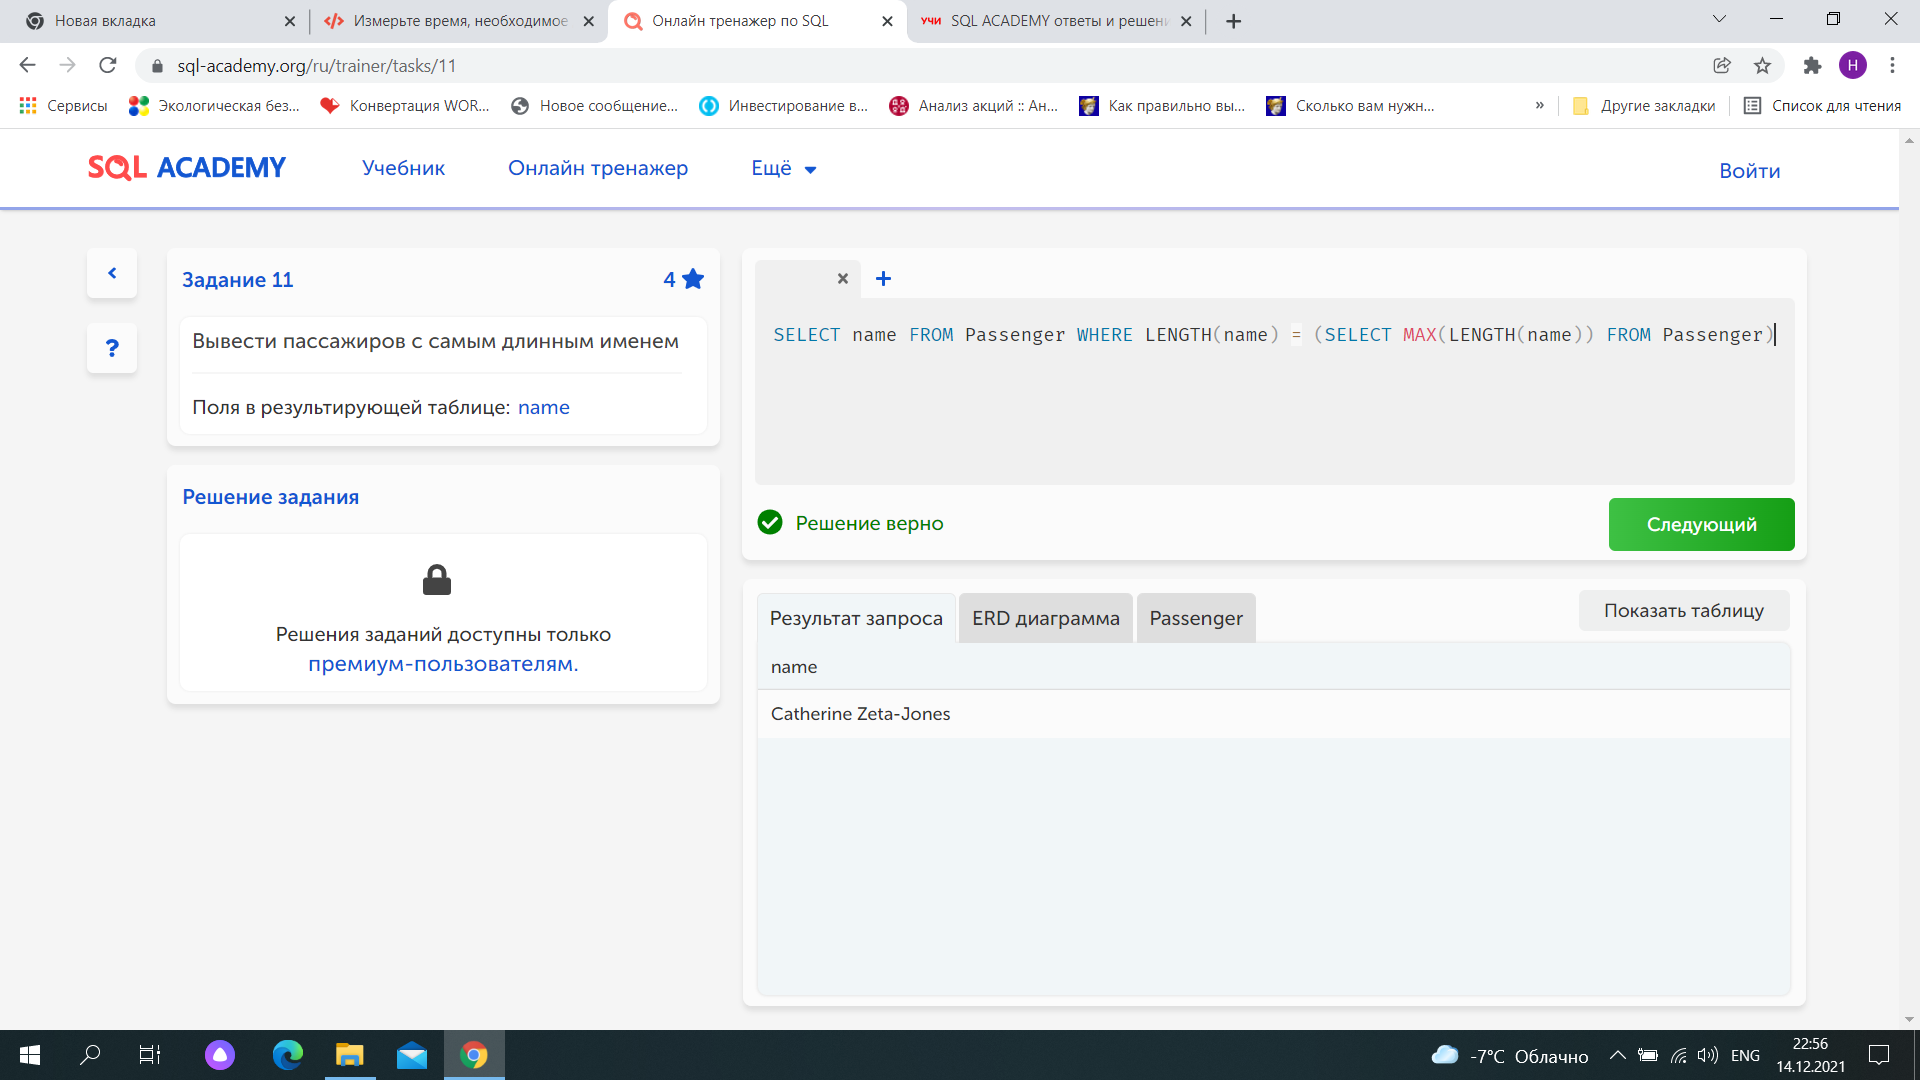 Новая вкладка
Измерьте время, необходимое
Онлайн тренажер по SQL
УЧИ SQL ACADEMY ответы и решени
sql-academy.org/ru/trainer/tasks/11
H
Сервисы
Экологическая без...
Конвертация WOR...
Новое сообщение...
Инвестирование в...
Анализ акций :: Ан...
Как правильно вы...
Сколько вам нужн...
»
Другие закладки
Список для чтения
SQL ACADEMY
Учебник
Онлайн тренажер
Ещё
Войти
Задание 11
4
Вывести пассажиров с самым длинным именем
Поля в результирующей таблице: name
?
Решение задания
Решения заданий доступны только
премиум-пользователям.
SELECT name FROM Passenger WHERE LENGTH(name) = (SELECT MAX(LENGTH(name)) FROM Passenger)
Решение верно
Следующий
Результат запроса
ERD диаграмма
Passenger
Показать таблицу
name
Catherine Zeta-Jones
-7°C Облачно
ENG
22:56
14.12.2021